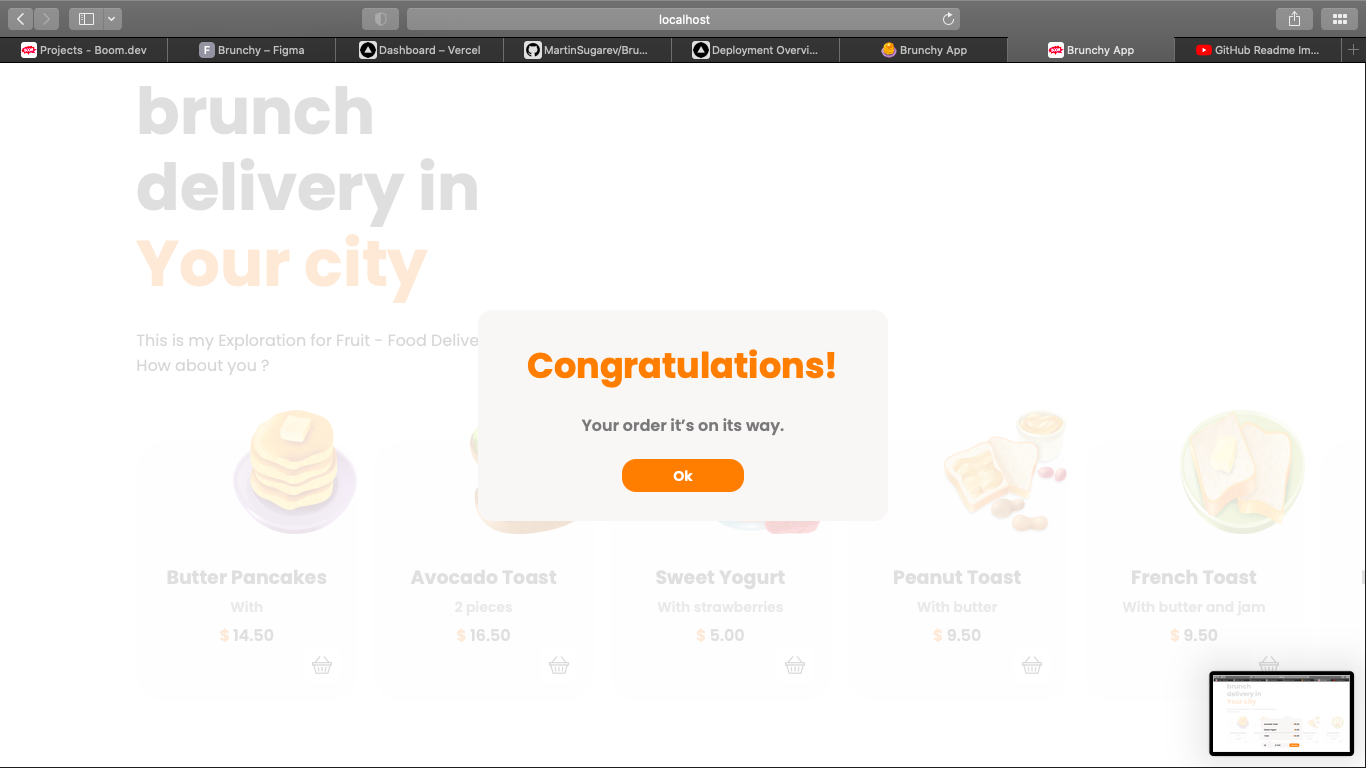 localhost
Projects - Boom.dev
Brunchy – Figma
Dashboard – Vercel
MartinSugarev/Bru...
Deployment Overvi...
Brunchy App
Brunchy App
GitHub Readme Im...
brunch
delivery in
Your city
This is my Exploration for Fruit - Food Delive
How about you ?
Congratulations!
Your order it’s on its way.
Ok
Butter Pancakes
With
$ 14.50
Avocado Toast
2 pieces
$ 16.50
Sweet Yogurt
With strawberries
$ 5.00
Peanut Toast
With butter
$ 9.50
French Toast
With butter and jam
$ 9.50
brunch
delivery in
Your city